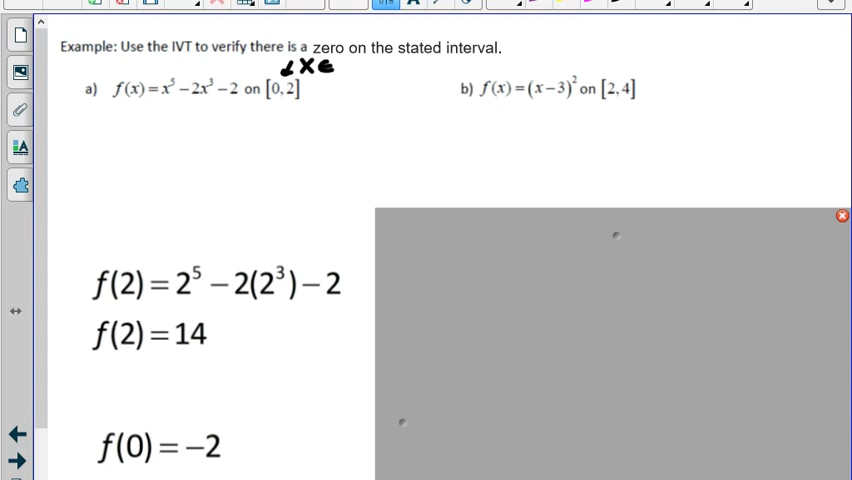 Example: Use the IVT to verify there is a zero on the stated interval.
x ∈
a) f(x) = x⁵ − 2x³ − 2 on [0, 2]
b) f(x) = (x − 3)² on [2, 4]
f(2) = 2⁵ − 2(2³) − 2
f(2) = 14
f(0) = −2